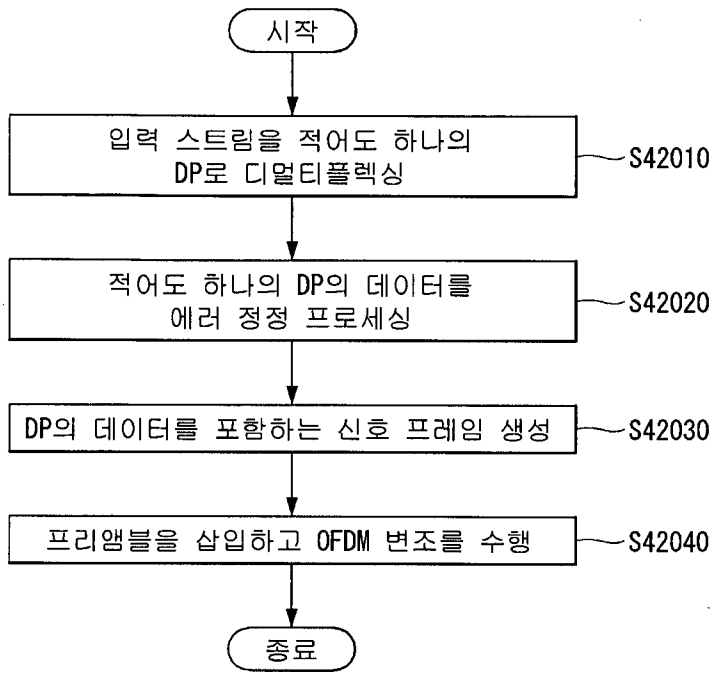 시작
입력 스트림을 적어도 하나의
DP로 디멀티플렉싱
S42010
적어도 하나의 DP의 데이터를
에러 정정 프로세싱
S42020
DP의 데이터를 포함하는 신호 프레임 생성
S42030
프리앰블을 삽입하고 OFDM 변조를 수행
S42040
종료